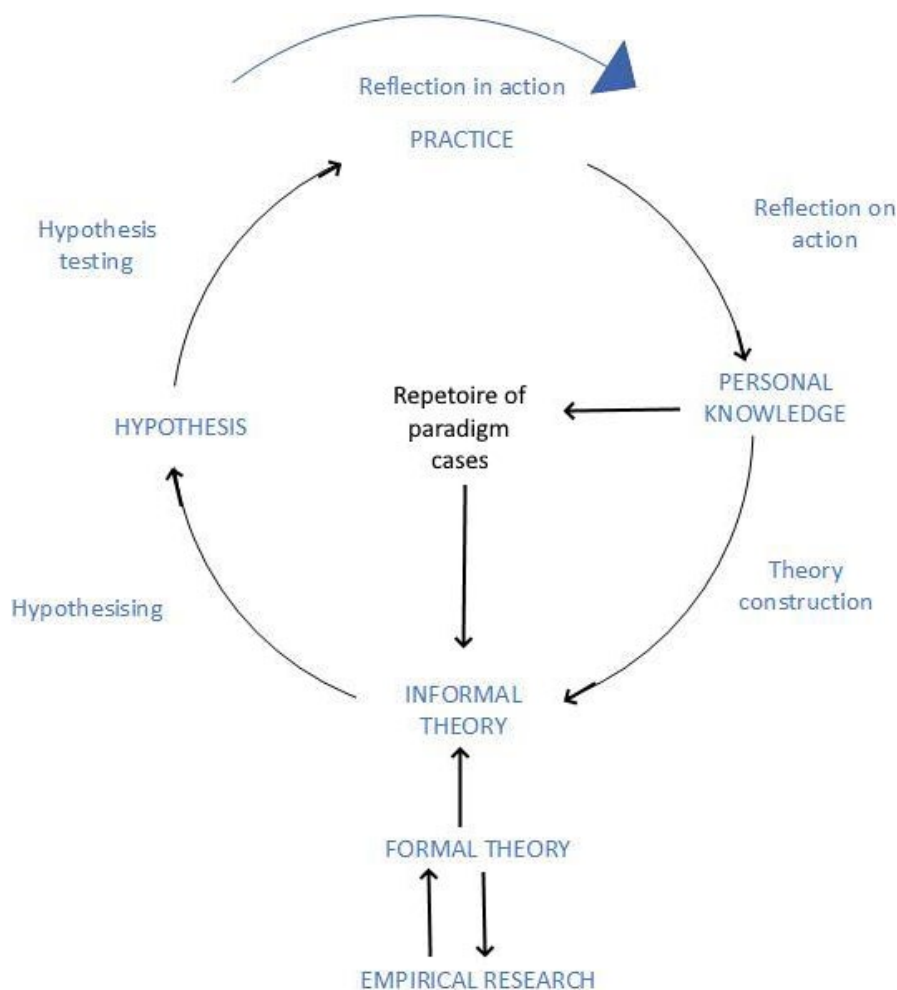 Reflection in action
PRACTICE
Reflection on
action
Hypothesis
testing
PERSONAL
KNOWLEDGE
Repetoire of
paradigm
cases
HYPOTHESIS
Theory
construction
Hypothesising
INFORMAL
THEORY
FORMAL THEORY
EMPIRICAL RESEARCH